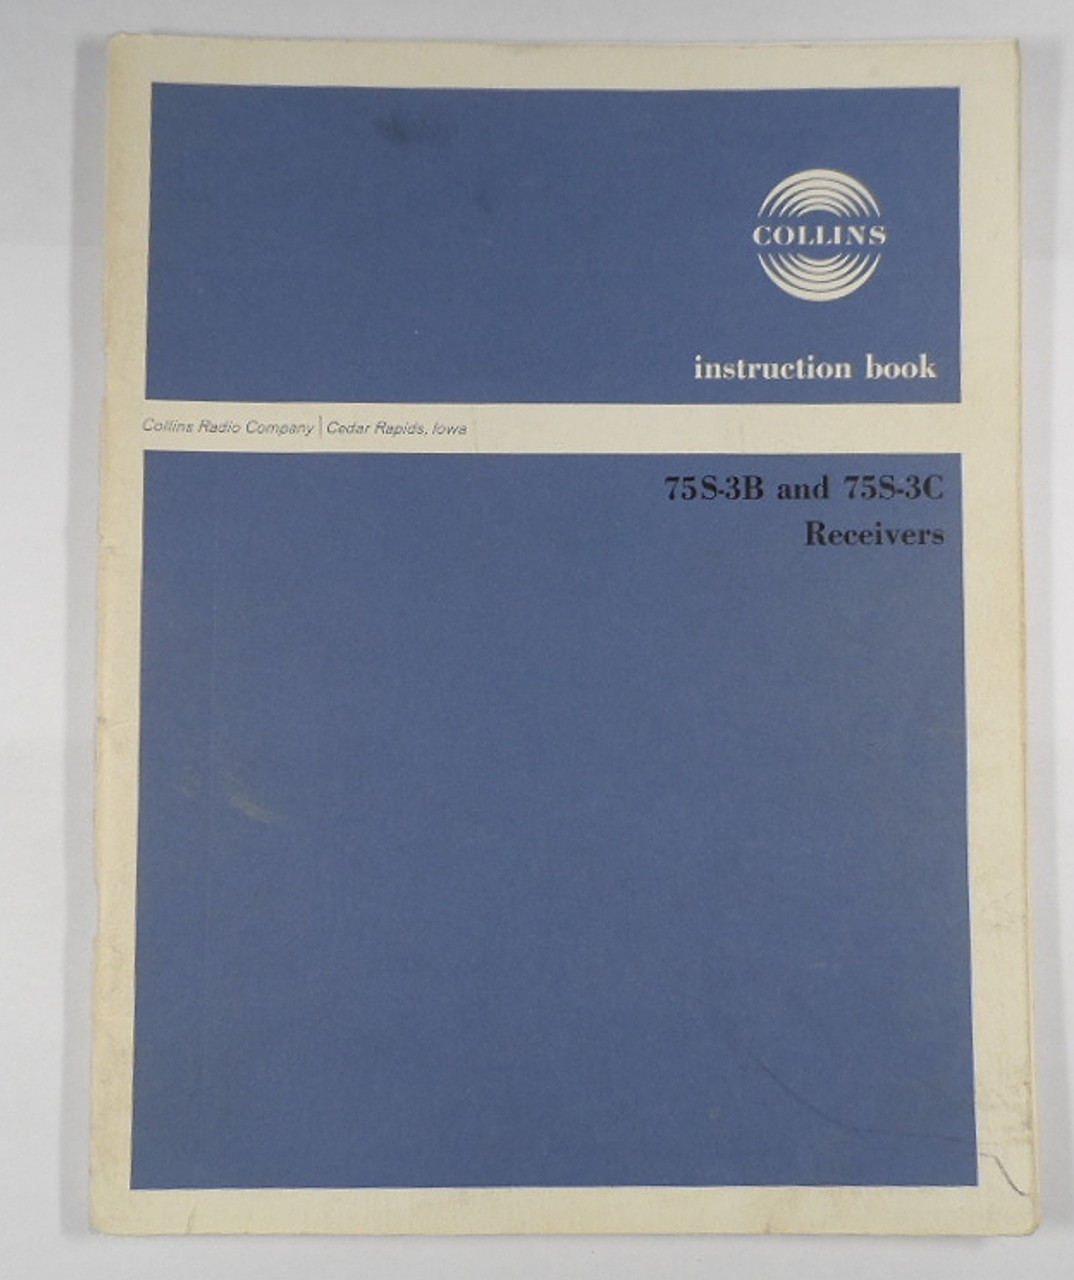 COLLINS
instruction book
Collins Radio Company | Cedar Rapids, Iowa
75S-3B and 75S-3C
Receivers